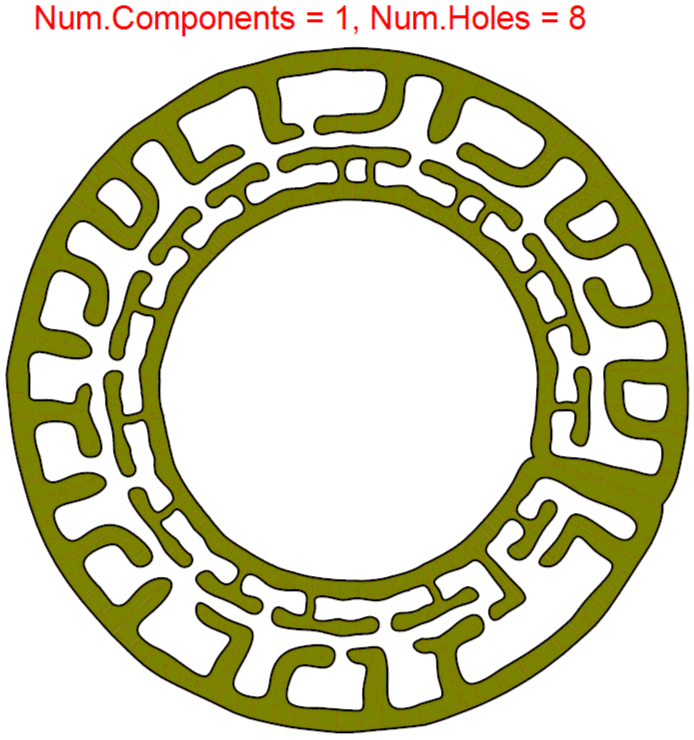 Num.Components = 1, Num.Holes = 8